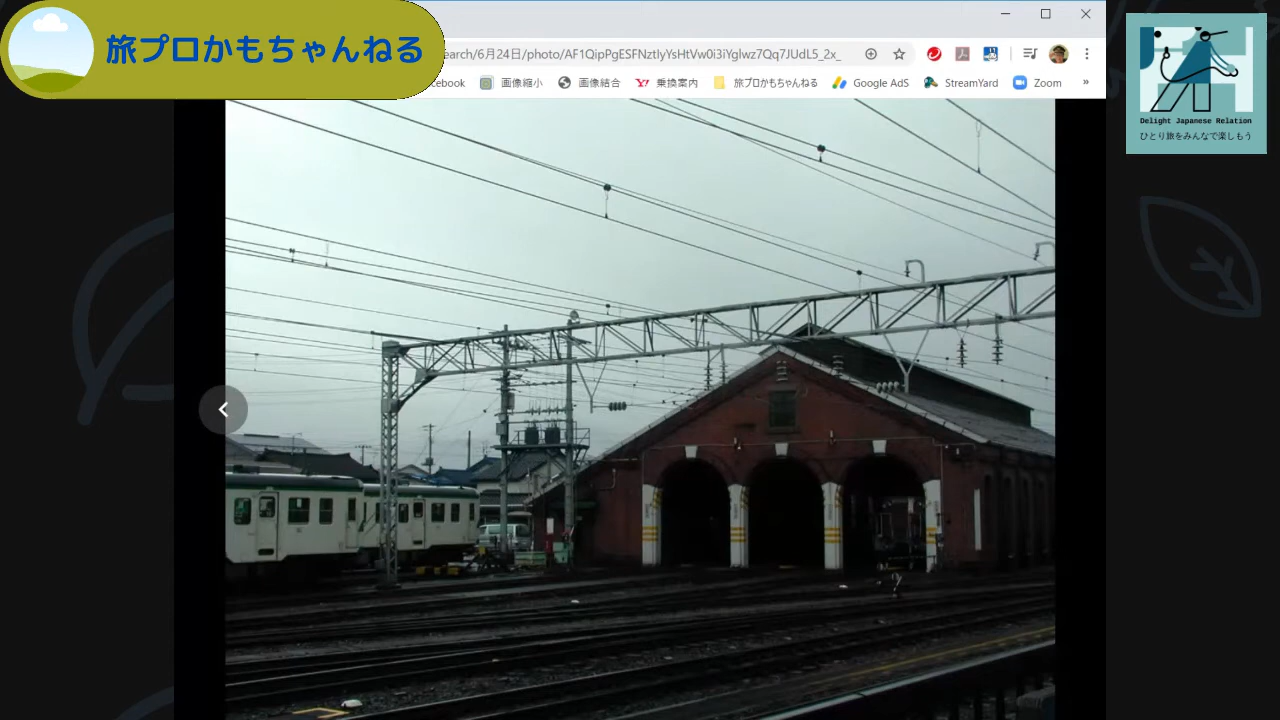 旅プロかもちゃんねる
earch/6月24日/photo/AF1QipPgESFNztIyYsHtVw0i3iYglwz7Qq7JUdL5_2x_
cebook 画像縮小 画像結合 Y! 乗換案内 旅プロかもちゃんねる Google AdS StreamYard Zoom »
Delight Japanese Relation
ひとり旅をみんなで楽しもう